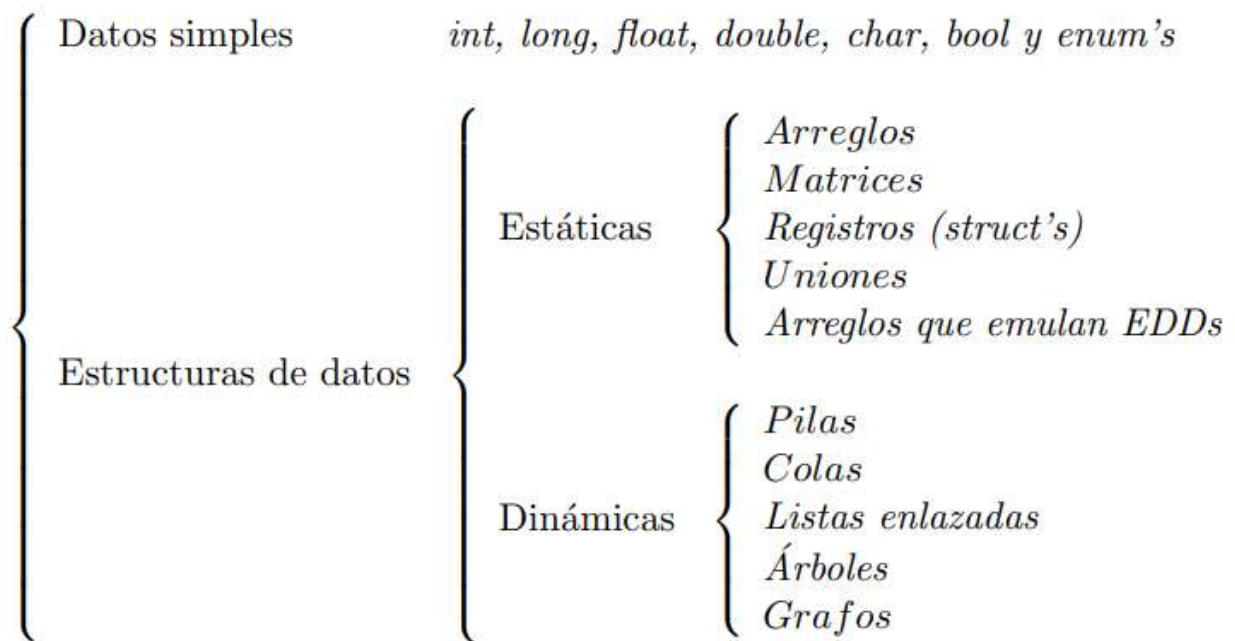 Datos simples int, long, float, double, char, bool y enum's
Estructuras de datos
Estáticas
Arreglos
Matrices
Registros (struct's)
Uniones
Arreglos que emulan EDDs
Dinámicas
Pilas
Colas
Listas enlazadas
Árboles
Grafos